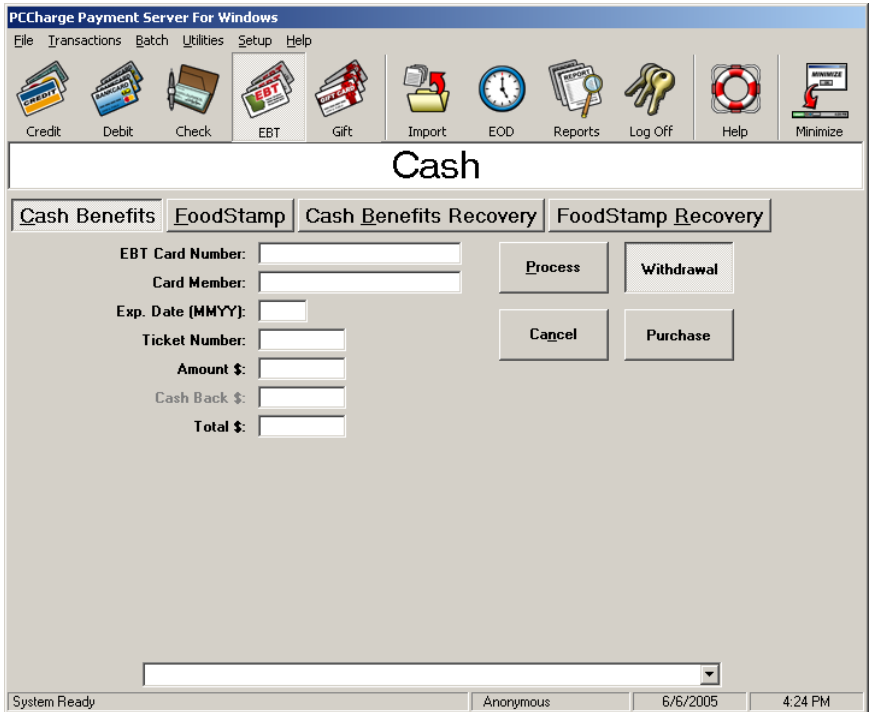 PCCharge Payment Server For Windows
File Transactions Batch Utilities Setup Help
CREDIT BANKCARD EBT GIFT CARD REPORT MINIMIZE
Credit Debit Check EBT Gift Import EOD Reports Log Off Help Minimize
Cash
Cash Benefits FoodStamp Cash Benefits Recovery FoodStamp Recovery
EBT Card Number: Process Withdrawal
Card Member:
Exp. Date (MMYY):
Ticket Number: Cancel Purchase
Amount $:
Cash Back $:
Total $:
System Ready Anonymous 6/6/2005 4:24 PM